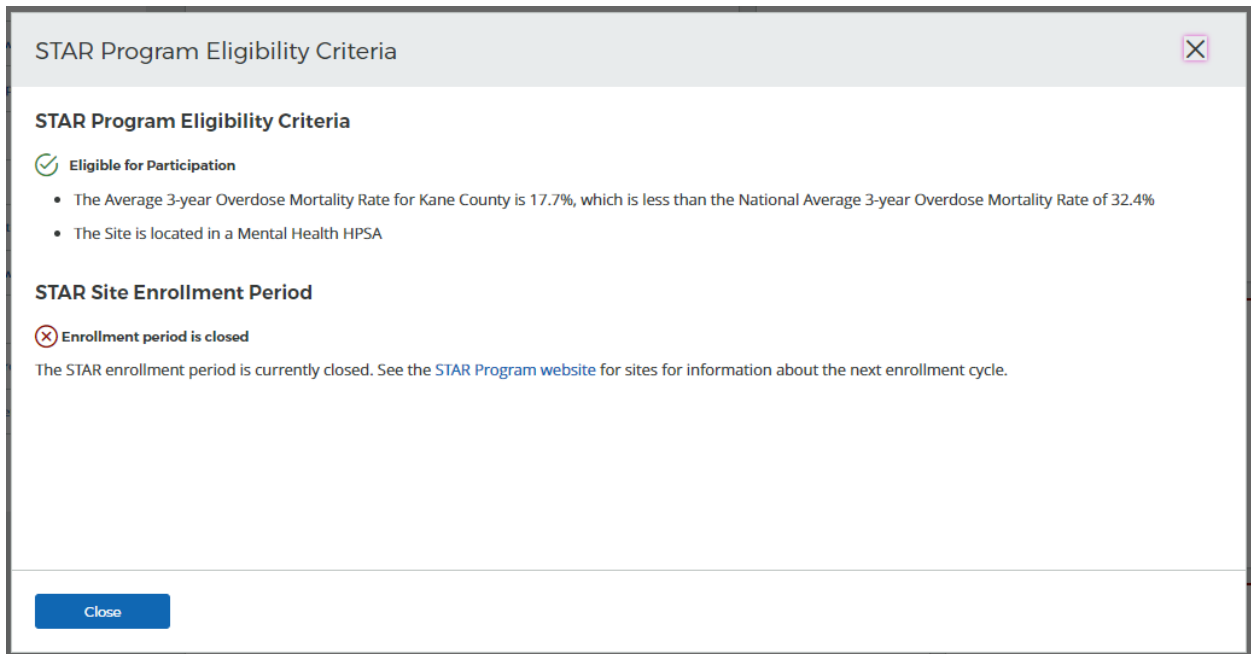 STAR Program Eligibility Criteria
STAR Program Eligibility Criteria
Eligible for Participation
The Average 3-year Overdose Mortality Rate for Kane County is 17.7%, which is less than the National Average 3-year Overdose Mortality Rate of 32.4%
The Site is located in a Mental Health HPSA
STAR Site Enrollment Period
Enrollment period is closed
The STAR enrollment period is currently closed. See the STAR Program website for sites for information about the next enrollment cycle.
Close